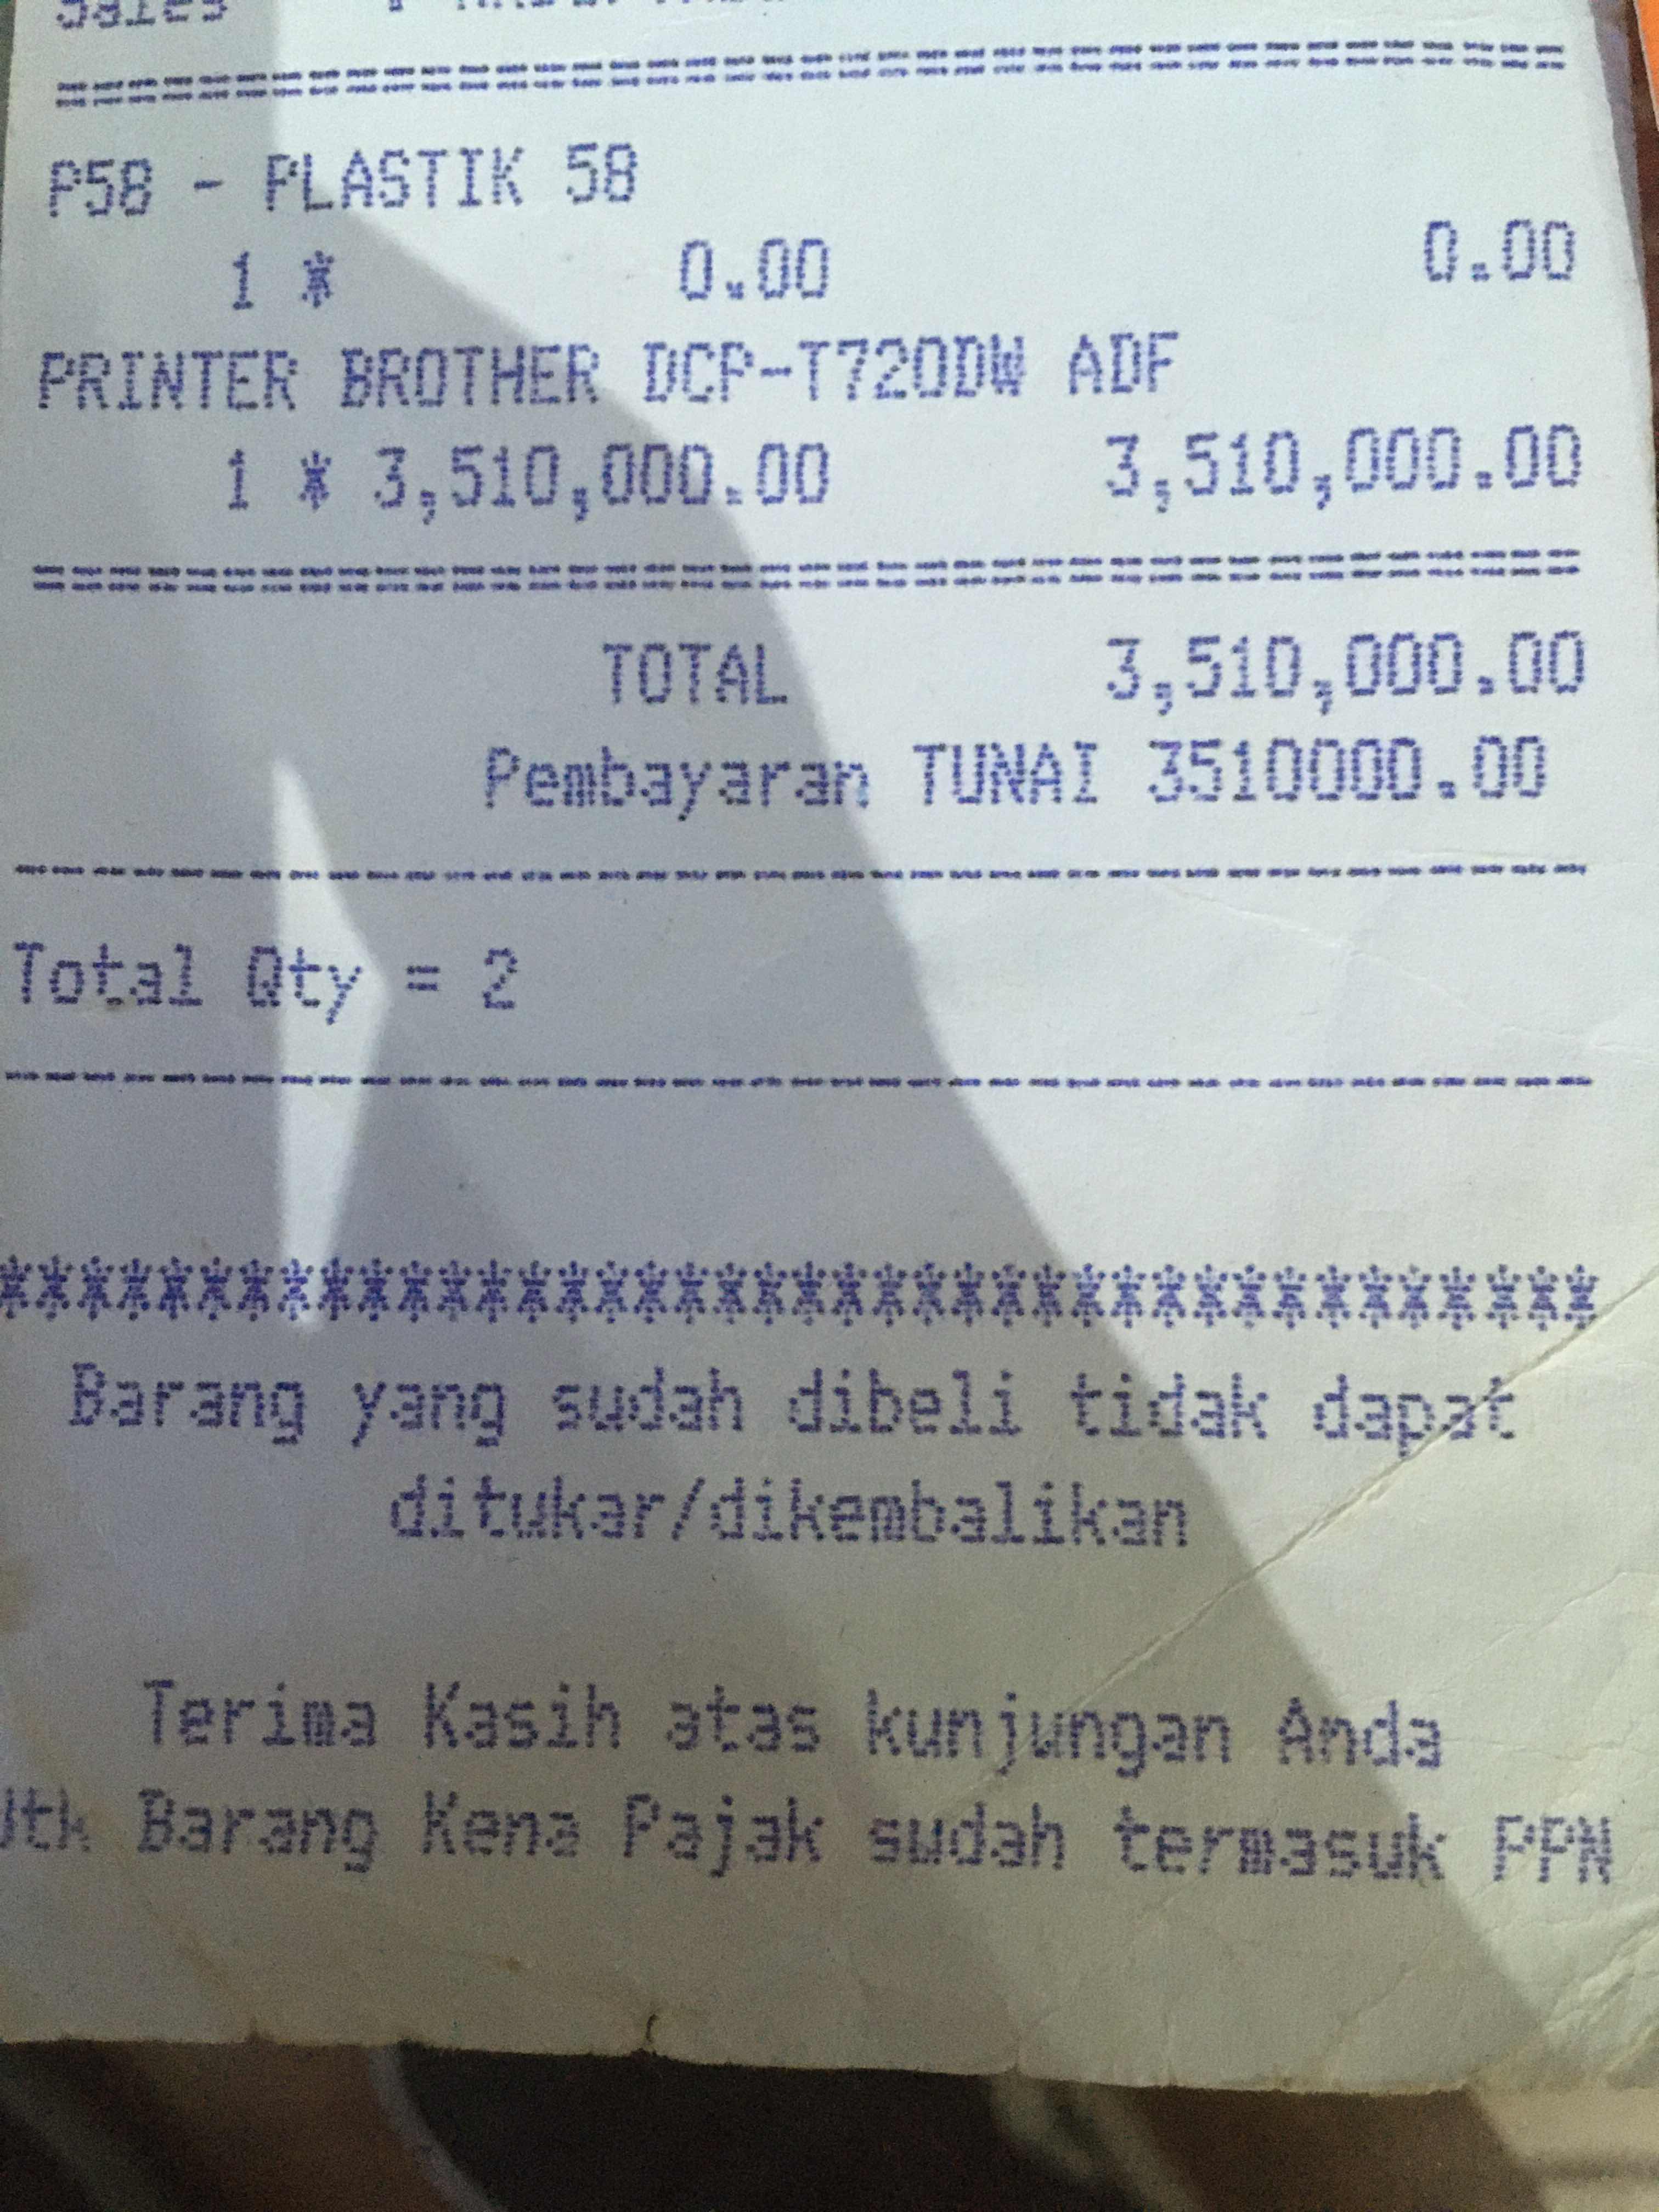 Sales
==================================
P58 - PLASTIK 58
1 * 0.00 0.00
PRINTER BROTHER DCP-T720DW ADF
1 * 3,510,000.00 3,510,000.00
==================================
TOTAL 3,510,000.00
Pembayaran TUNAI 3510000.00
----------------------------------------
Total Qty = 2
----------------------------------------
****************************************
Barang yang sudah dibeli tidak dapat
ditukar/dikembalikan
Terima Kasih atas kunjungan Anda
Utk Barang Kena Pajak sudah termasuk PPN